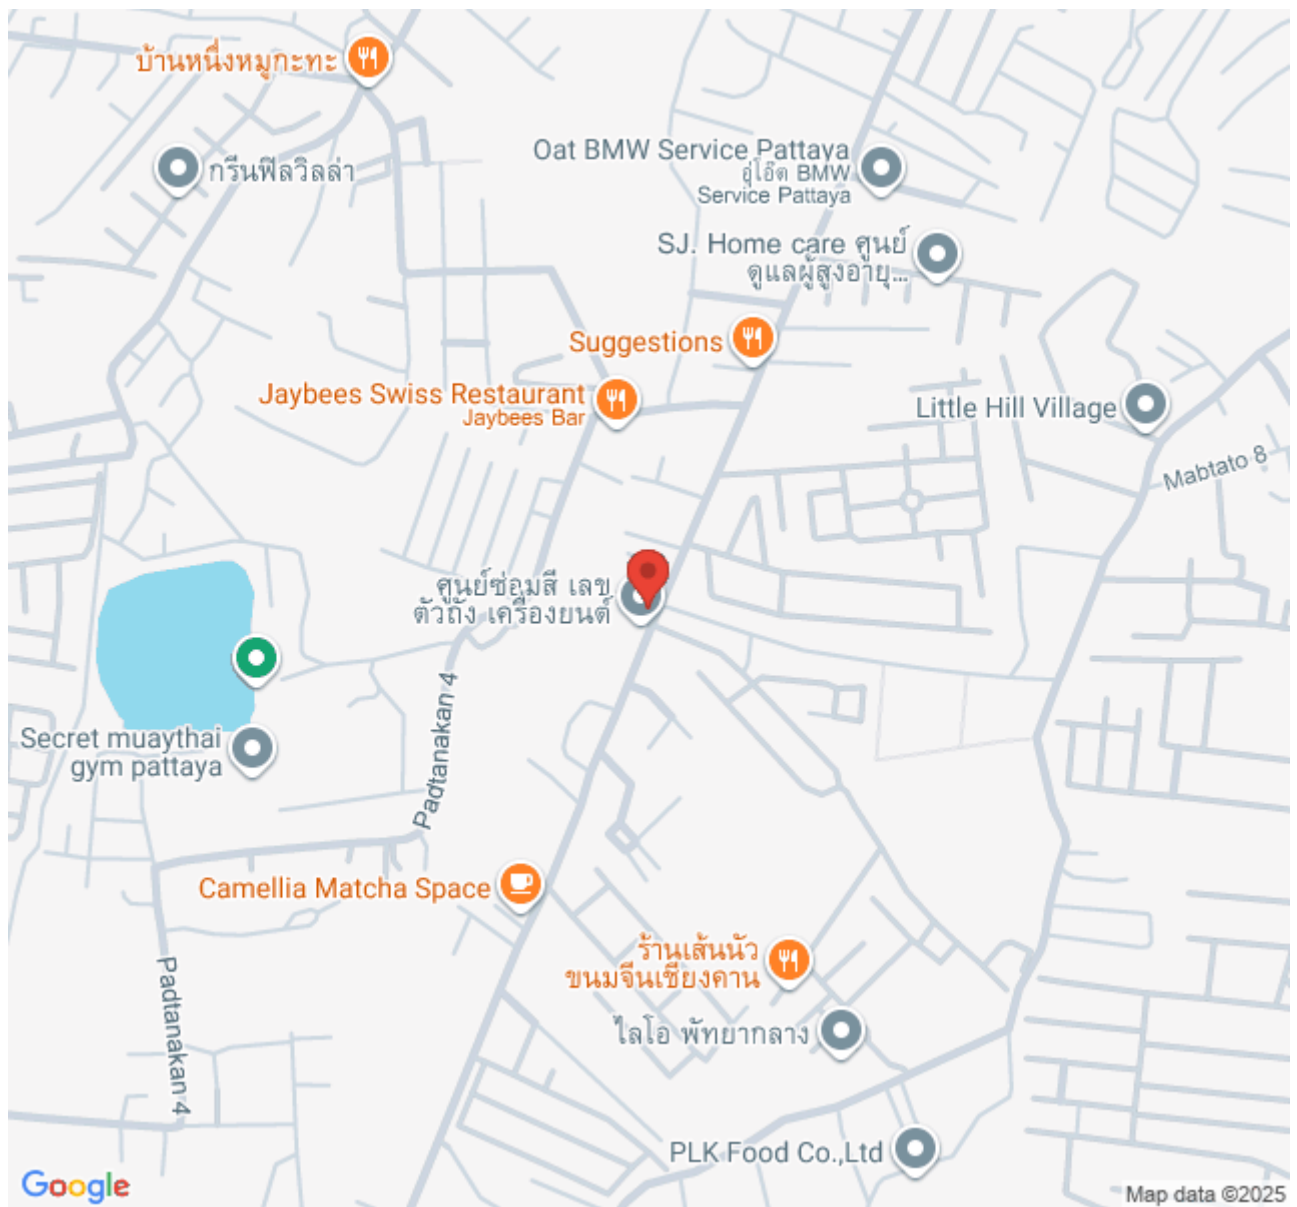 บ้านหนึ่งหมูกะทะ
กรีนฟิลวิลล่า
Oat BMW Service Pattaya
อู่โอ๊ต BMW
Service Pattaya
SJ. Home care ศูนย์
ดูแลผู้สูงอายุ...
Suggestions
Jaybees Swiss Restaurant
Jaybees Bar
Little Hill Village
Mabtato 8
ศูนย์ซ่อมสี เลข
ตัวถัง เครื่องยนต์
Padtanakan 4
Secret muaythai
gym pattaya
Camellia Matcha Space
ร้านเส้นนัว
ขนมจีนเชียงคาน
Padtanakan 4
ไลโอ พัทยากลาง
PLK Food Co.,Ltd
Google
Map data ©2025